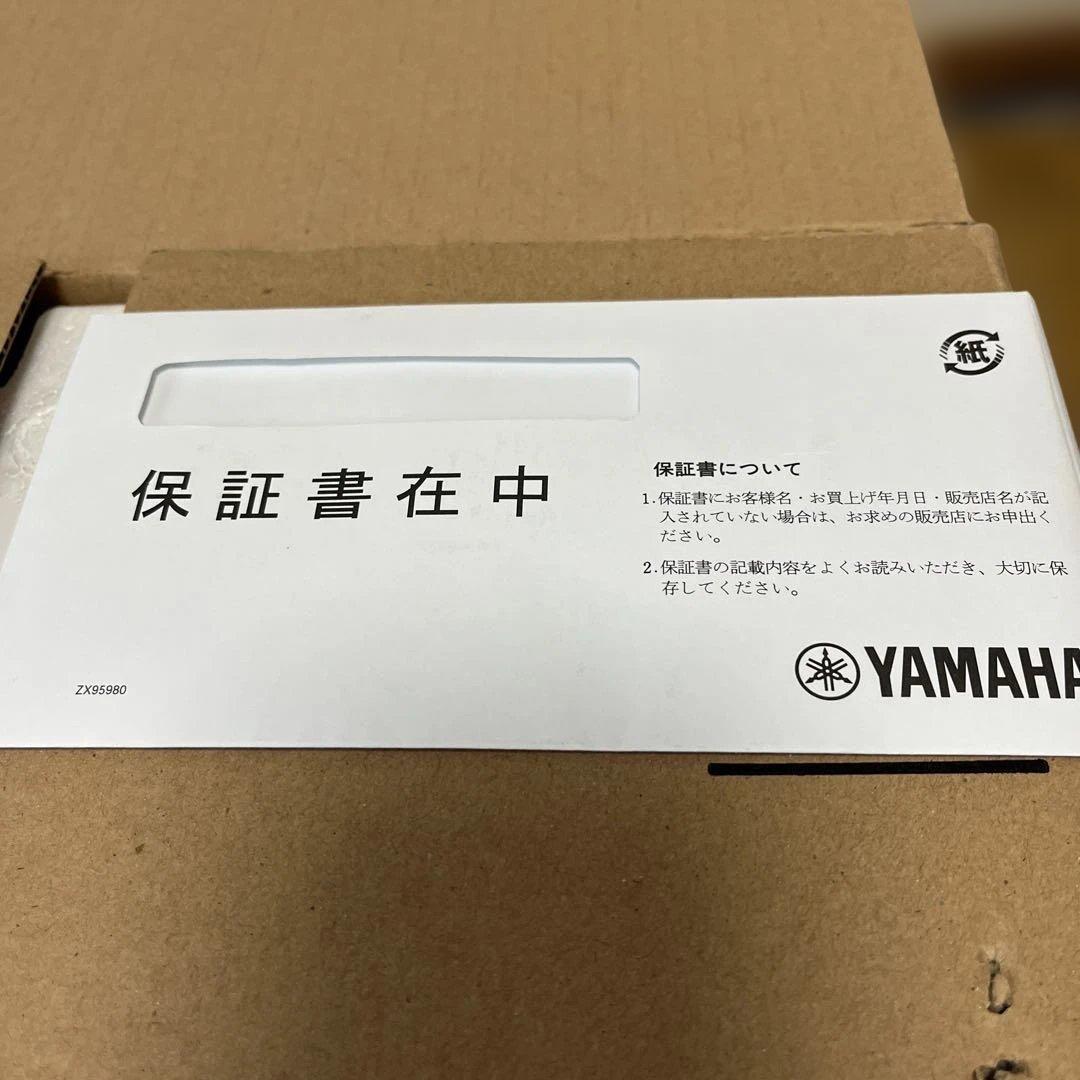 紙
保証書在中
保証書について
1.保証書にお客様名・お買上げ年月日・販売店名が記
入されていない場合は、お求めの販売店にお申出く
ださい。
2.保証書の記載内容をよくお読みいただき、大切に保
存してください。
ZX95980
YAMAHA